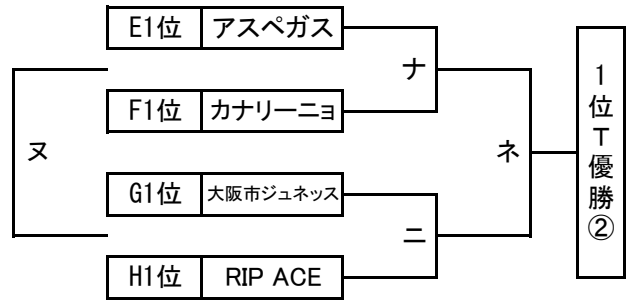 E1位 アスペガス
ナ
F1位 カナリーニョ
ヌ
ネ
G1位 大阪市ジュネッス
ニ
H1位 RIP ACE
1位T優勝②